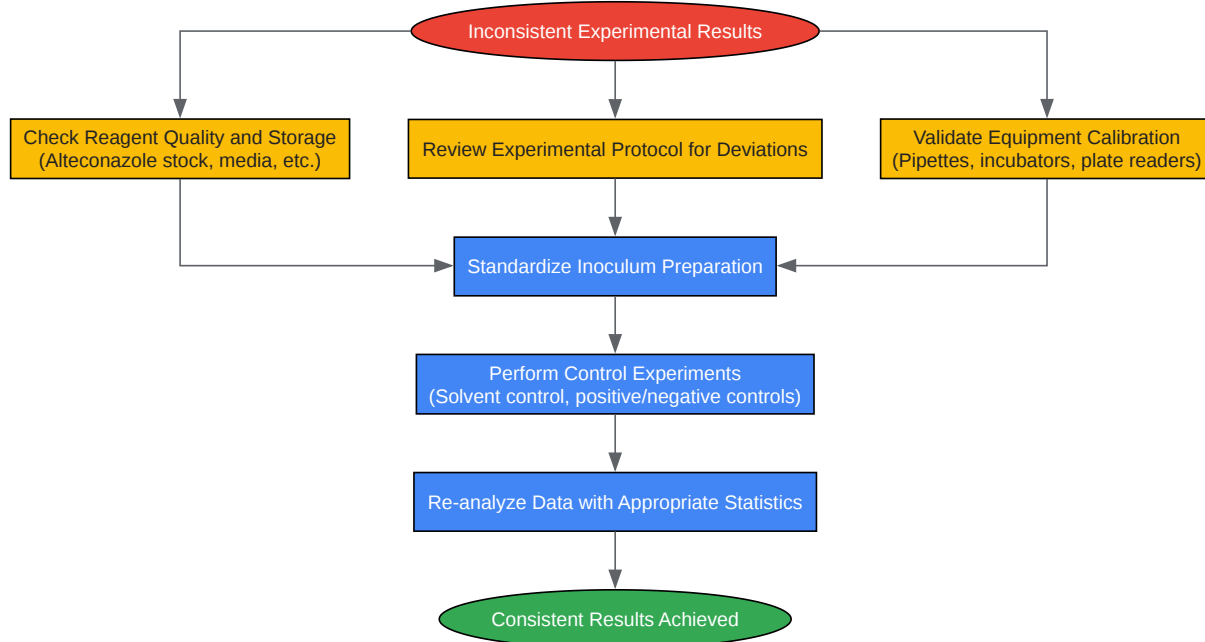 Inconsistent Experimental Results
Check Reagent Quality and Storage
(Alteconazole stock, media, etc.)
Review Experimental Protocol for Deviations
Validate Equipment Calibration
(Pipettes, incubators, plate readers)
Standardize Inoculum Preparation
Perform Control Experiments
(Solvent control, positive/negative controls)
Re-analyze Data with Appropriate Statistics
Consistent Results Achieved